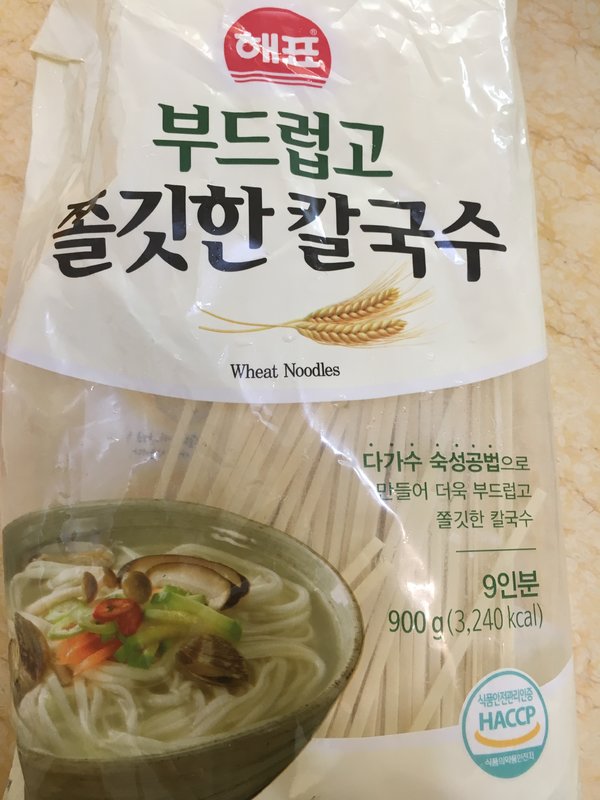 해표®
부드럽고
쫄깃한 칼국수
Wheat Noodles
다가수 숙성공법으로
만들어 더욱 부드럽고
쫄깃한 칼국수
9인분
900 g (3,240 kcal)
식품안전관리인증
HACCP
식품의약품안전처